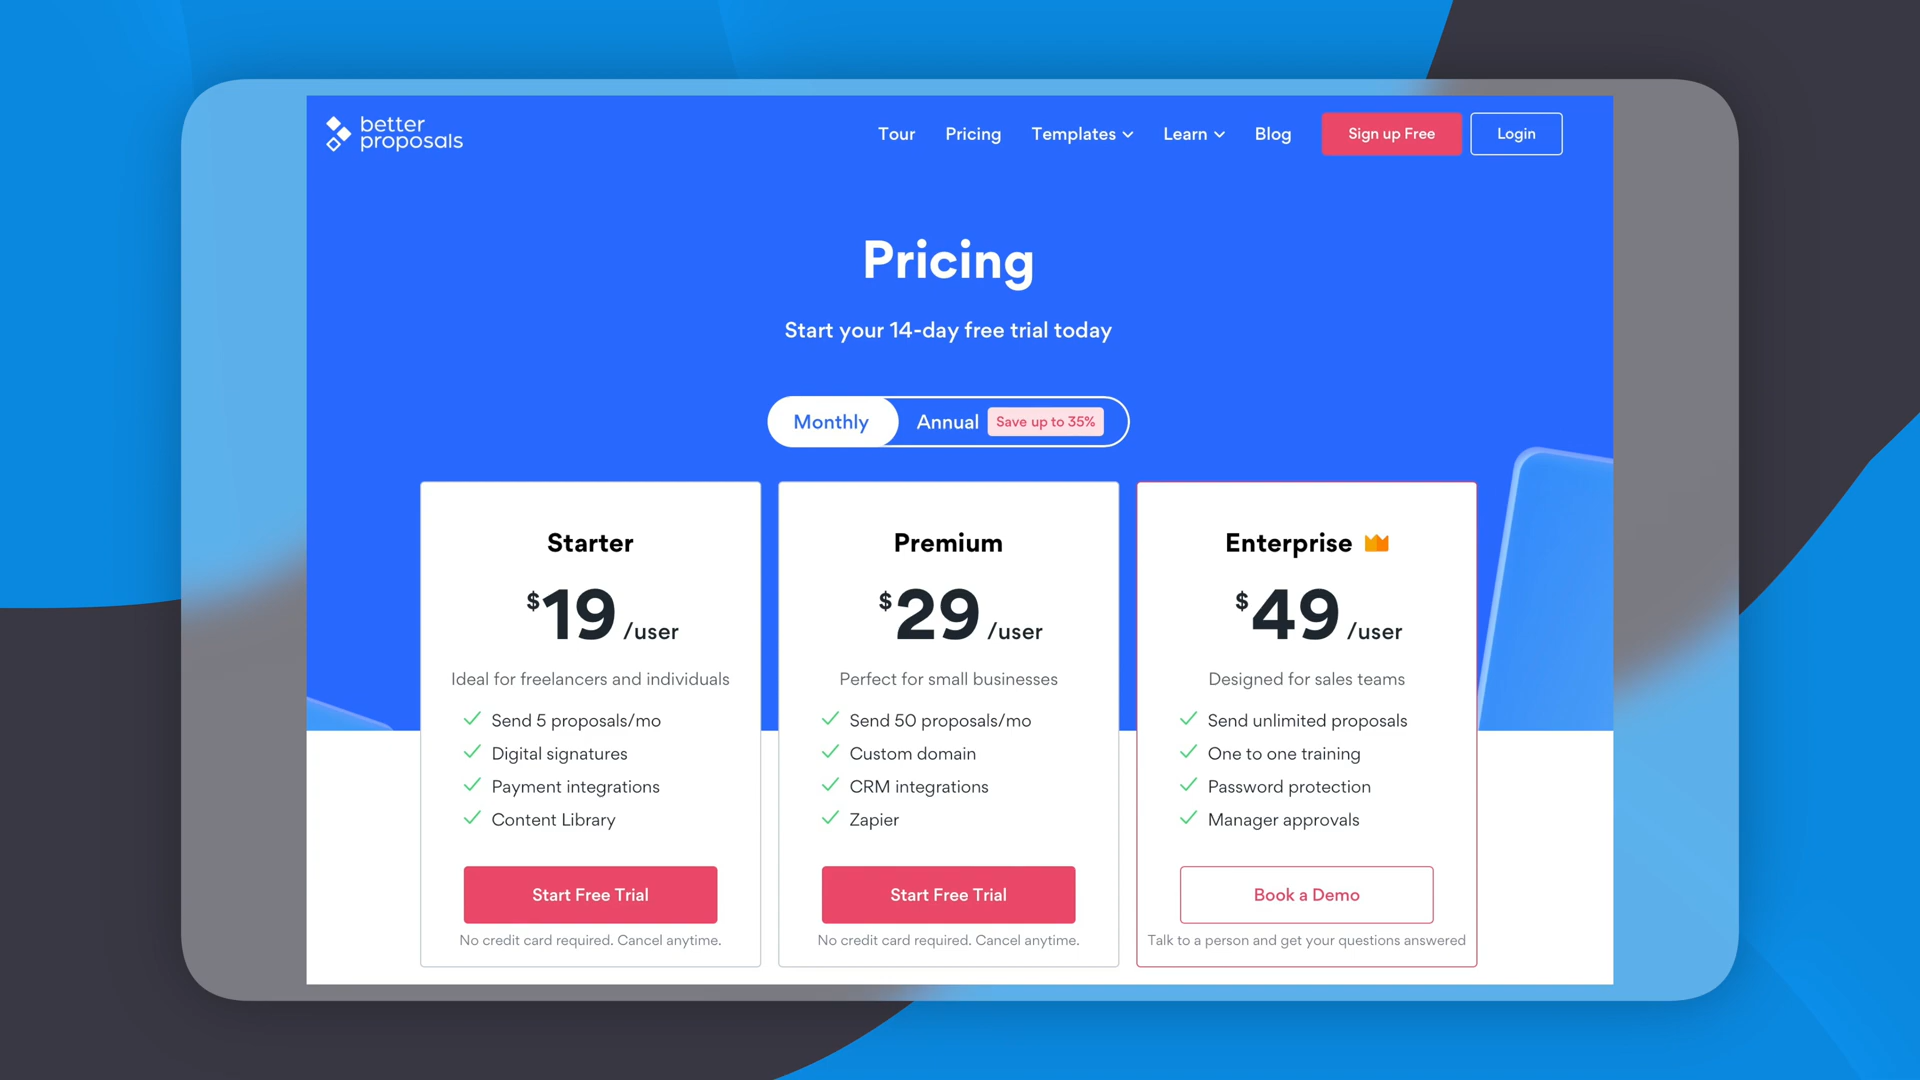 better
proposals
Tour Pricing Templates Learn Blog Sign up Free Login
Pricing
Start your 14-day free trial today
Monthly Annual Save up to 35%
Starter
$19 /user
Ideal for freelancers and individuals
Send 5 proposals/mo
Digital signatures
Payment integrations
Content Library
Start Free Trial
No credit card required. Cancel anytime.
Premium
$29 /user
Perfect for small businesses
Send 50 proposals/mo
Custom domain
CRM integrations
Zapier
Start Free Trial
No credit card required. Cancel anytime.
Enterprise
$49 /user
Designed for sales teams
Send unlimited proposals
One to one training
Password protection
Manager approvals
Book a Demo
Talk to a person and get your questions answered